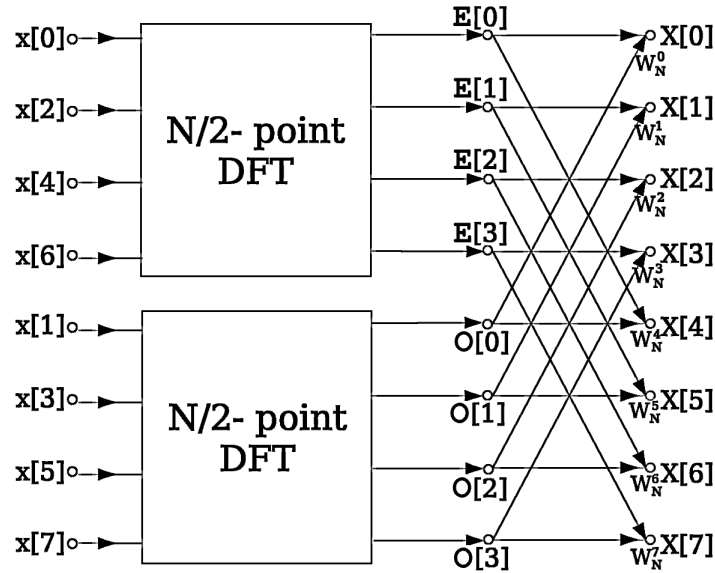 x[0] E[0] X[0]
W_N^0
x[2] E[1] X[1]
W_N^1
N/2- point
DFT
x[4] E[2] X[2]
W_N^2
x[6] E[3] X[3]
W_N^3
x[1] O[0] X[4]
W_N^4
x[3] O[1] X[5]
W_N^5
N/2- point
DFT
x[5] O[2] X[6]
W_N^6
x[7] O[3] X[7]
W_N^7